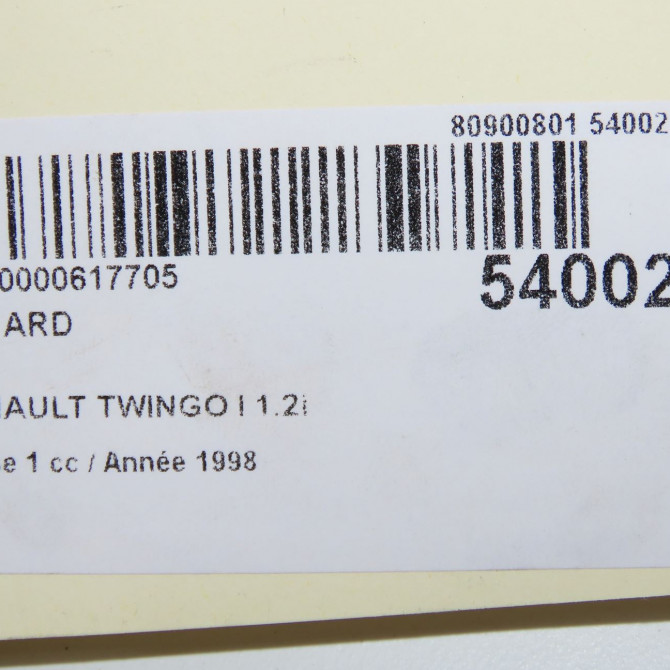 80900801 54002
0000617705
54002
ARD
AULT TWINGO I 1.2i
e 1 cc / Année 1998